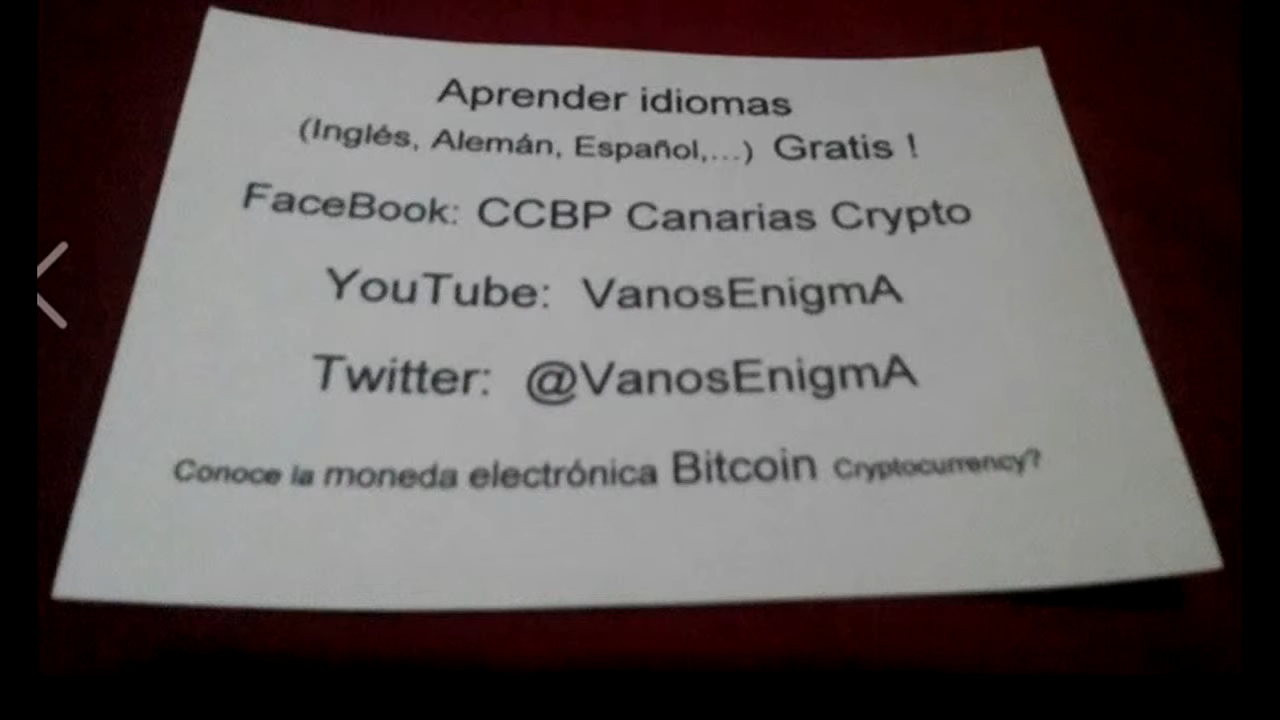 Aprender idiomas
(Inglés, Alemán, Español,...) Gratis !
FaceBook: CCBP Canarias Crypto
YouTube: VanosEnigmA
Twitter: @VanosEnigmA
Conoce la moneda electrónica Bitcoin Cryptocurrency?